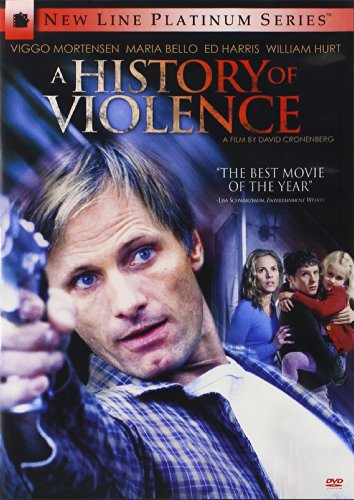 NEW LINE PLATINUM SERIES™
VIGGO MORTENSEN MARIA BELLO ED HARRIS WILLIAM HURT
A HISTORY OF
VIOLENCE
A FILM BY DAVID CRONENBERG
"THE BEST MOVIE
OF THE YEAR"
-LISA SCHWARZBAUM, ENTERTAINMENT WEEKLY
DVD